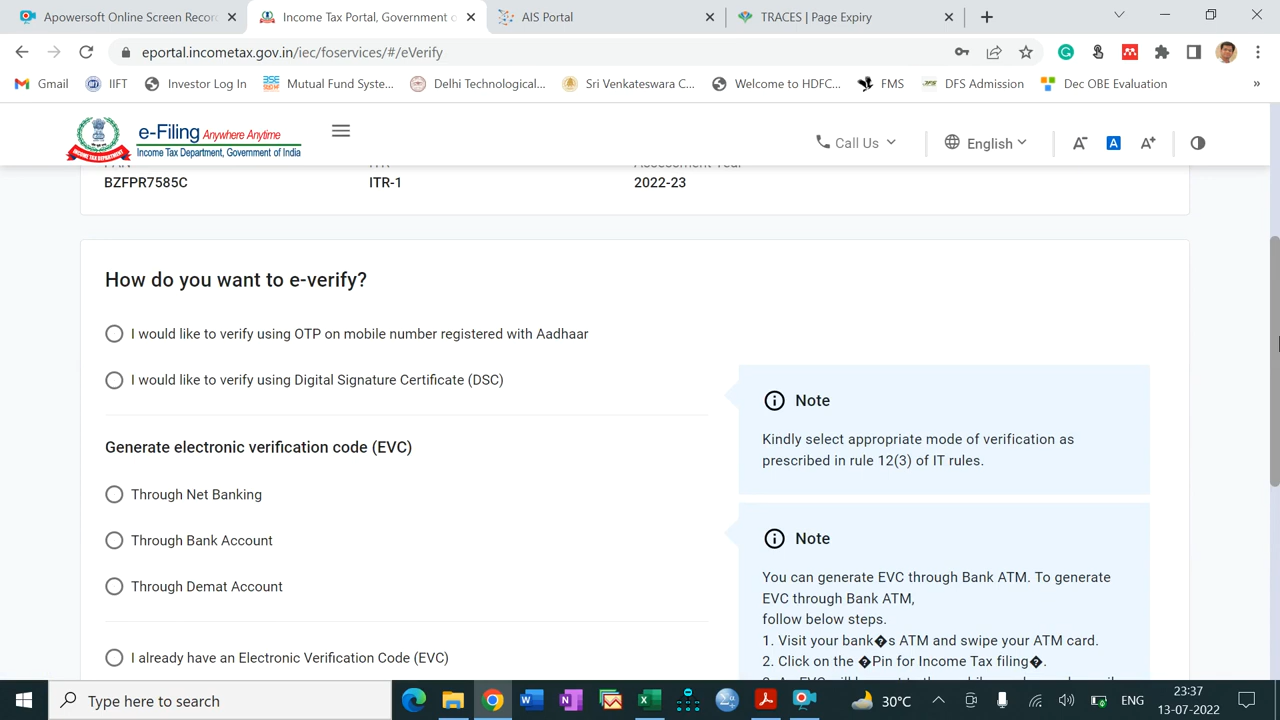 Apowersoft Online Screen Recor
Income Tax Portal, Government o
AIS Portal
TRACES | Page Expiry
eportal.incometax.gov.in/iec/foservices/#/eVerify
Gmail
IIFT
Investor Log In
Mutual Fund Syste...
Delhi Technological...
Sri Venkateswara C...
Welcome to HDFC...
FMS
DFS Admission
Dec OBE Evaluation
»
e-Filing Anywhere Anytime
Income Tax Department, Government of India
INCOME TAX DEPARTMENT
Call Us
English
A-
A
A+
PAN
ITR
Assessment Year
BZFPR7585C
ITR-1
2022-23
How do you want to e-verify?
I would like to verify using OTP on mobile number registered with Aadhaar
I would like to verify using Digital Signature Certificate (DSC)
Note
Kindly select appropriate mode of verification as
prescribed in rule 12(3) of IT rules.
Generate electronic verification code (EVC)
Through Net Banking
Through Bank Account
Through Demat Account
Note
You can generate EVC through Bank ATM. To generate
EVC through Bank ATM,
follow below steps.
1. Visit your bank�s ATM and swipe your ATM card.
2. Click on the �Pin for Income Tax filing�.
I already have an Electronic Verification Code (EVC)
Type here to search
30°C
ENG
23:37
13-07-2022